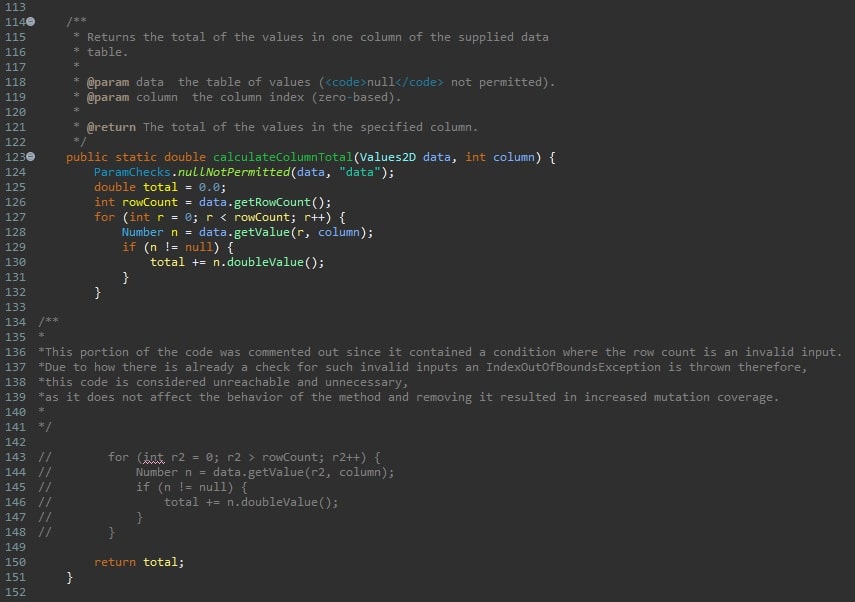 113
114 /**
115 * Returns the total of the values in one column of the supplied data
116 * table.
117 *
118 * @param data  the table of values (<code>null</code> not permitted).
119 * @param column  the column index (zero-based).
120 *
121 * @return The total of the values in the specified column.
122 */
123 public static double calculateColumnTotal(Values2D data, int column) {
124 ParamChecks.nullNotPermitted(data, "data");
125 double total = 0.0;
126 int rowCount = data.getRowCount();
127 for (int r = 0; r < rowCount; r++) {
128 Number n = data.getValue(r, column);
129 if (n != null) {
130 total += n.doubleValue();
131 }
132 }
133
134 /**
135 *
136 *This portion of the code was commented out since it contained a condition where the row count is an invalid input.
137 *Due to how there is already a check for such invalid inputs an IndexOutOfBoundsException is thrown therefore,
138 *this code is considered unreachable and unnecessary,
139 *as it does not affect the behavior of the method and removing it resulted in increased mutation coverage.
140 *
141 */
142
143 // for (int r2 = 0; r2 > rowCount; r2++) {
144 // Number n = data.getValue(r2, column);
145 // if (n != null) {
146 // total += n.doubleValue();
147 // }
148 // }
149
150 return total;
151 }
152